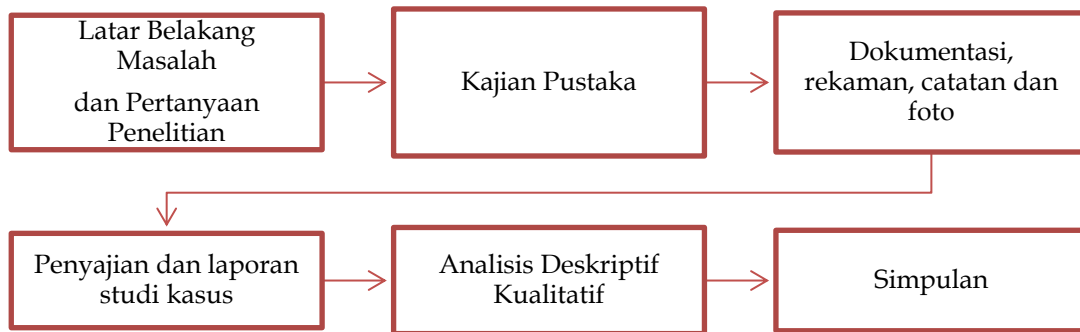 Latar Belakang
Masalah
dan Pertanyaan
Penelitian
Kajian Pustaka
Dokumentasi,
rekaman, catatan dan
foto
Penyajian dan laporan
studi kasus
Analisis Deskriptif
Kualitatif
Simpulan